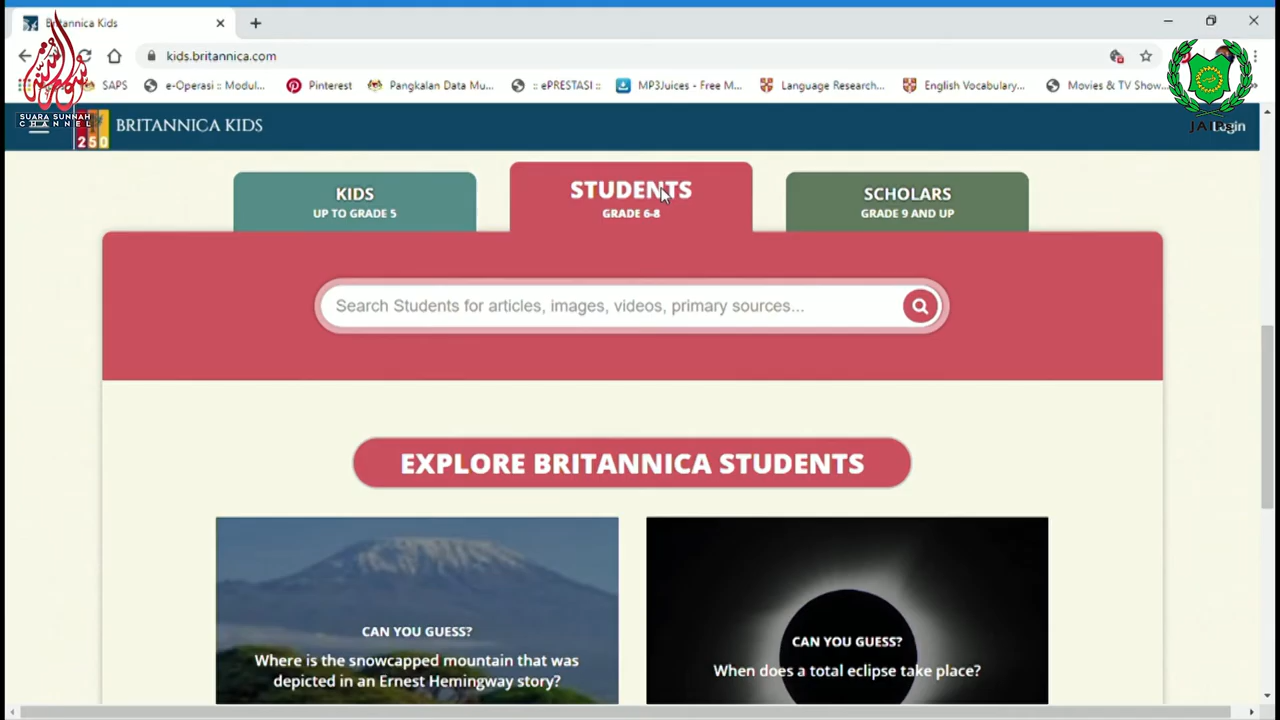 Britannica Kids
kids.britannica.com
SAPS
e-Operasi :: Modul...
Pinterest
Pangkalan Data Mu...
:: ePRESTASI ::
MP3Juices - Free M...
Language Research...
English Vocabulary...
Movies & TV Show...
SUARA SUNNAH
CHANNEL
250
BRITANNICA KIDS
Login
KIDS
UP TO GRADE 5
STUDENTS
GRADE 6-8
SCHOLARS
GRADE 9 AND UP
Search Students for articles, images, videos, primary sources...
EXPLORE BRITANNICA STUDENTS
CAN YOU GUESS?
Where is the snowcapped mountain that was
depicted in an Ernest Hemingway story?
CAN YOU GUESS?
When does a total eclipse take place?